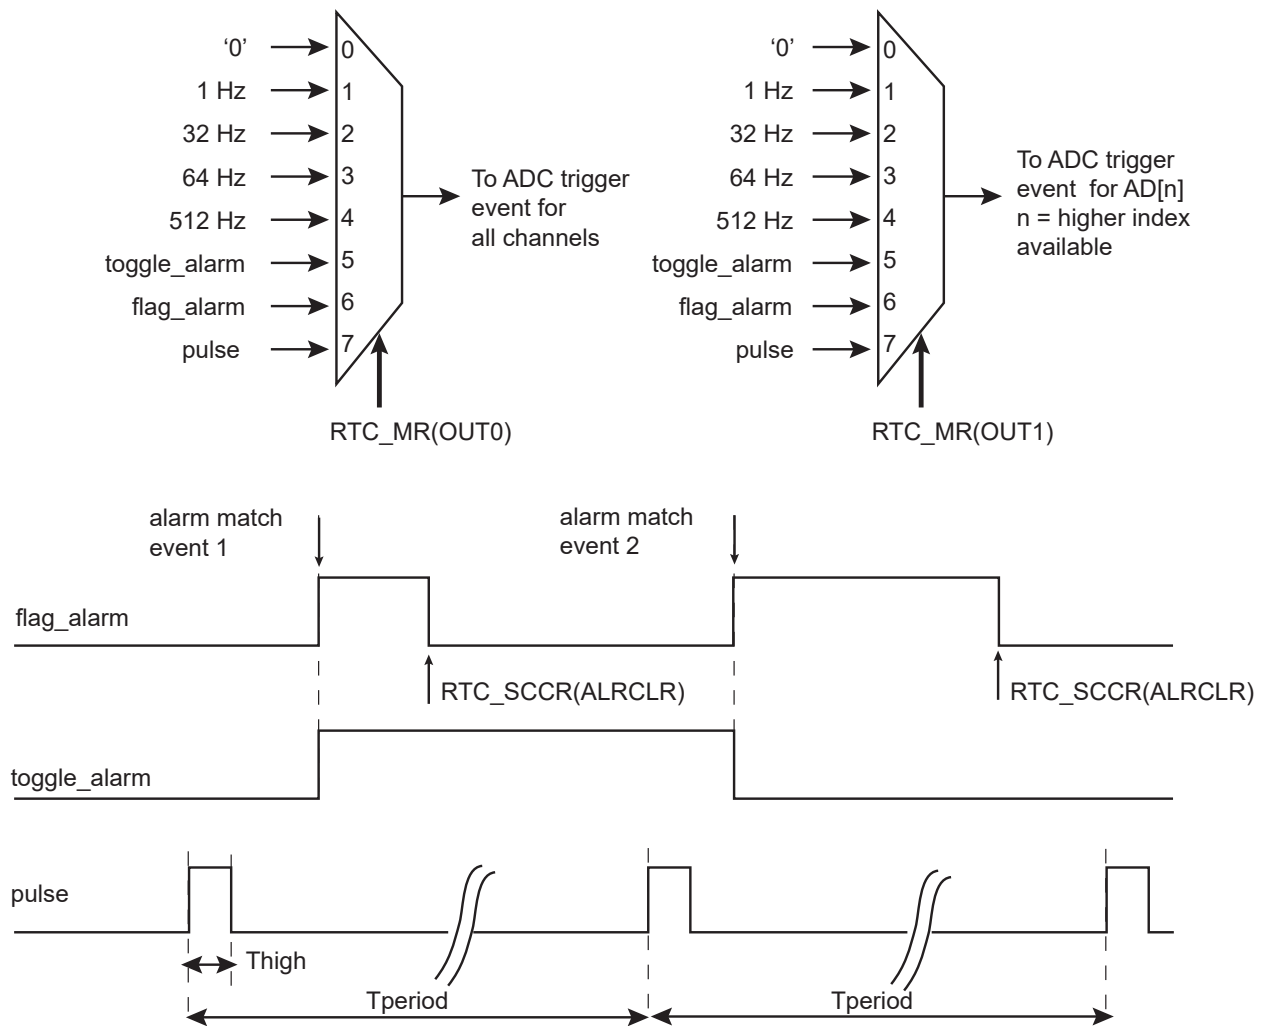 ‘0’
0
1 Hz
1
32 Hz
2
64 Hz
3
512 Hz
4
toggle_alarm
5
flag_alarm
6
pulse
7
To ADC trigger
event for
all channels
RTC_MR(OUT0)
‘0’
0
1 Hz
1
32 Hz
2
64 Hz
3
512 Hz
4
toggle_alarm
5
flag_alarm
6
pulse
7
To ADC trigger
event for AD[n]
n = higher index
available
RTC_MR(OUT1)
alarm match
event 1
alarm match
event 2
flag_alarm
RTC_SCCR(ALRCLR)
RTC_SCCR(ALRCLR)
toggle_alarm
pulse
Thigh
Tperiod
Tperiod